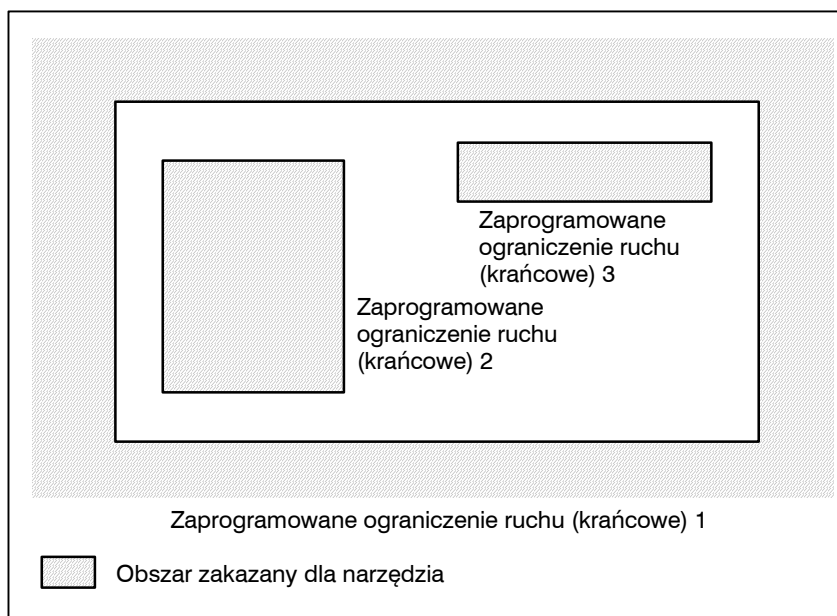 Zaprogramowane
ograniczenie ruchu
(krańcowe) 3
Zaprogramowane
ograniczenie ruchu
(krańcowe) 2
Zaprogramowane ograniczenie ruchu (krańcowe) 1
Obszar zakazany dla narzędzia